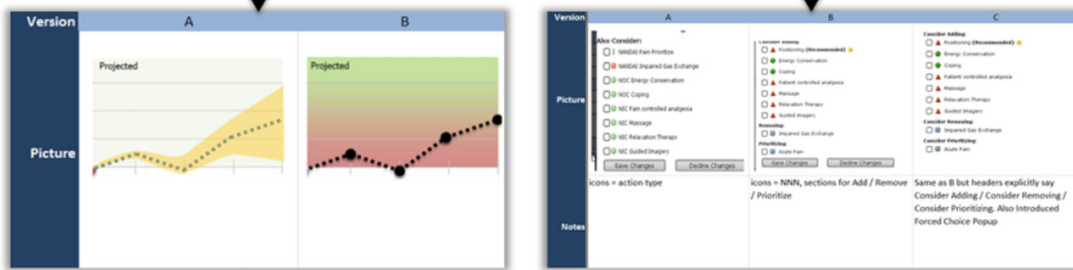 Version A B
Picture
Projected
Projected
Version A B C
Picture
Also Consider:
NANDAI Pain Prioritize
NANDAI Impaired Gas Exchange
NOC Energy Conservation
NOC Coping
NIC Pain controlled analgesia
NIC Massage
NIC Relaxation Therapy
NIC Guided Imagery
Save Changes Decline Changes
Consider Adding:
Positioning (Recommended)
Energy Conservation
Coping
Patient controlled analgesia
Massage
Relaxation Therapy
Guided Imagery
Removing:
Impaired Gas Exchange
Prioritizing:
Acute Pain
Save Changes Decline Changes
Consider Adding:
Positioning (Recommended)
Energy Conservation
Coping
Patient controlled analgesia
Massage
Relaxation Therapy
Guided Imagery
Consider Removing:
Impaired Gas Exchange
Consider Prioritizing:
Acute Pain
Notes
icons = action type
icons = NNN, sections for Add / Remove
/ Prioritize
Same as B but headers explicitly say
Consider Adding / Consider Removing /
Consider Prioritizing. Also Introduced
Forced Choice Popup